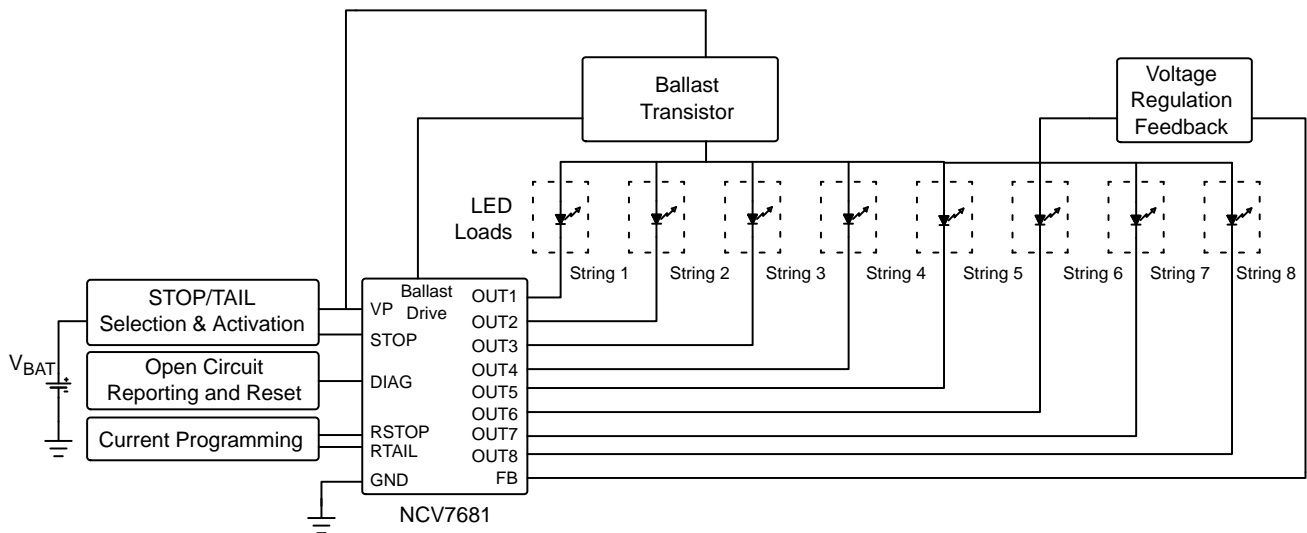 Ballast
Transistor
Voltage
Regulation
Feedback
LED
Loads
String 1
String 2
String 3
String 4
String 5
String 6
String 7
String 8
STOP/TAIL
Selection & Activation
VBAT
Open Circuit
Reporting and Reset
Current Programming
Ballast
Drive
VP
STOP
DIAG
RSTOP
RTAIL
GND
OUT1
OUT2
OUT3
OUT4
OUT5
OUT6
OUT7
OUT8
FB
NCV7681